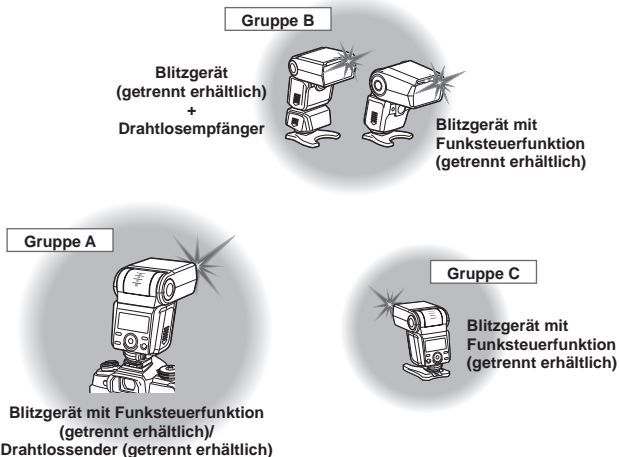 Gruppe B
Blitzgerät
(getrennt erhältlich)
+
Drahtlosempfänger
Blitzgerät mit
Funksteuerfunktion
(getrennt erhältlich)
Gruppe A
Blitzgerät mit Funksteuerfunktion
(getrennt erhältlich)/
Drahtlossender (getrennt erhältlich)
Gruppe C
Blitzgerät mit
Funksteuerfunktion
(getrennt erhältlich)